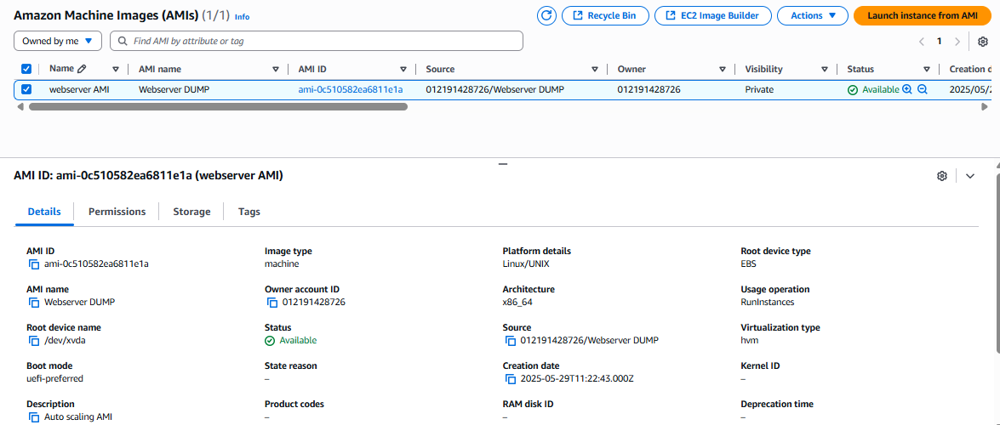 Amazon Machine Images (AMIs) (1/1) Info
Recycle Bin
EC2 Image Builder
Actions
Launch instance from AMI
Owned by me
Find AMI by attribute or tag
1
Name AMI name AMI ID Source Owner Visibility Status Creation d
webserver AMI Webserver DUMP ami-0c510582ea6811e1a 012191428726/Webserver DUMP 012191428726 Private Available 2025/05/2
AMI ID: ami-0c510582ea6811e1a (webserver AMI)
Details Permissions Storage Tags
AMI ID Image type Platform details Root device type
ami-0c510582ea6811e1a machine Linux/UNIX EBS
AMI name Owner account ID Architecture Usage operation
Webserver DUMP 012191428726 x86_64 RunInstances
Root device name Status Source Virtualization type
/dev/xvda Available 012191428726/Webserver DUMP hvm
Boot mode State reason Creation date Kernel ID
uefi-preferred – 2025-05-29T11:22:43.000Z –
Description Product codes RAM disk ID Deprecation time
Auto scaling AMI – – –